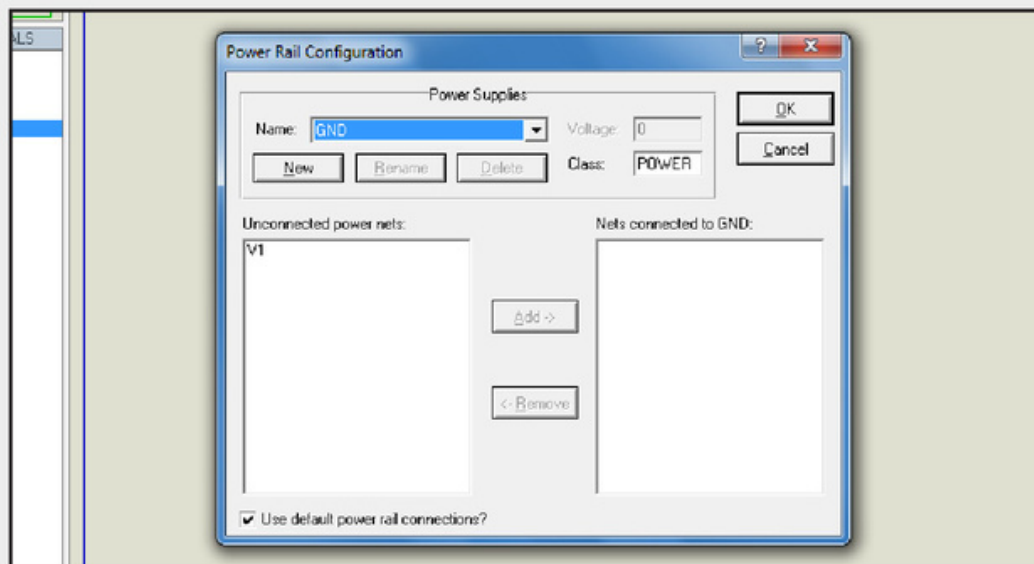 ALS
Power Rail Configuration
?
Power Supplies
Name: GND
Voltage: 0
OK
New Rename Delete
Class: POWER
Cancel
Unconnected power nets:
Nets connected to GND:
V1
Add ->
<- Remove
Use default power rail connections?